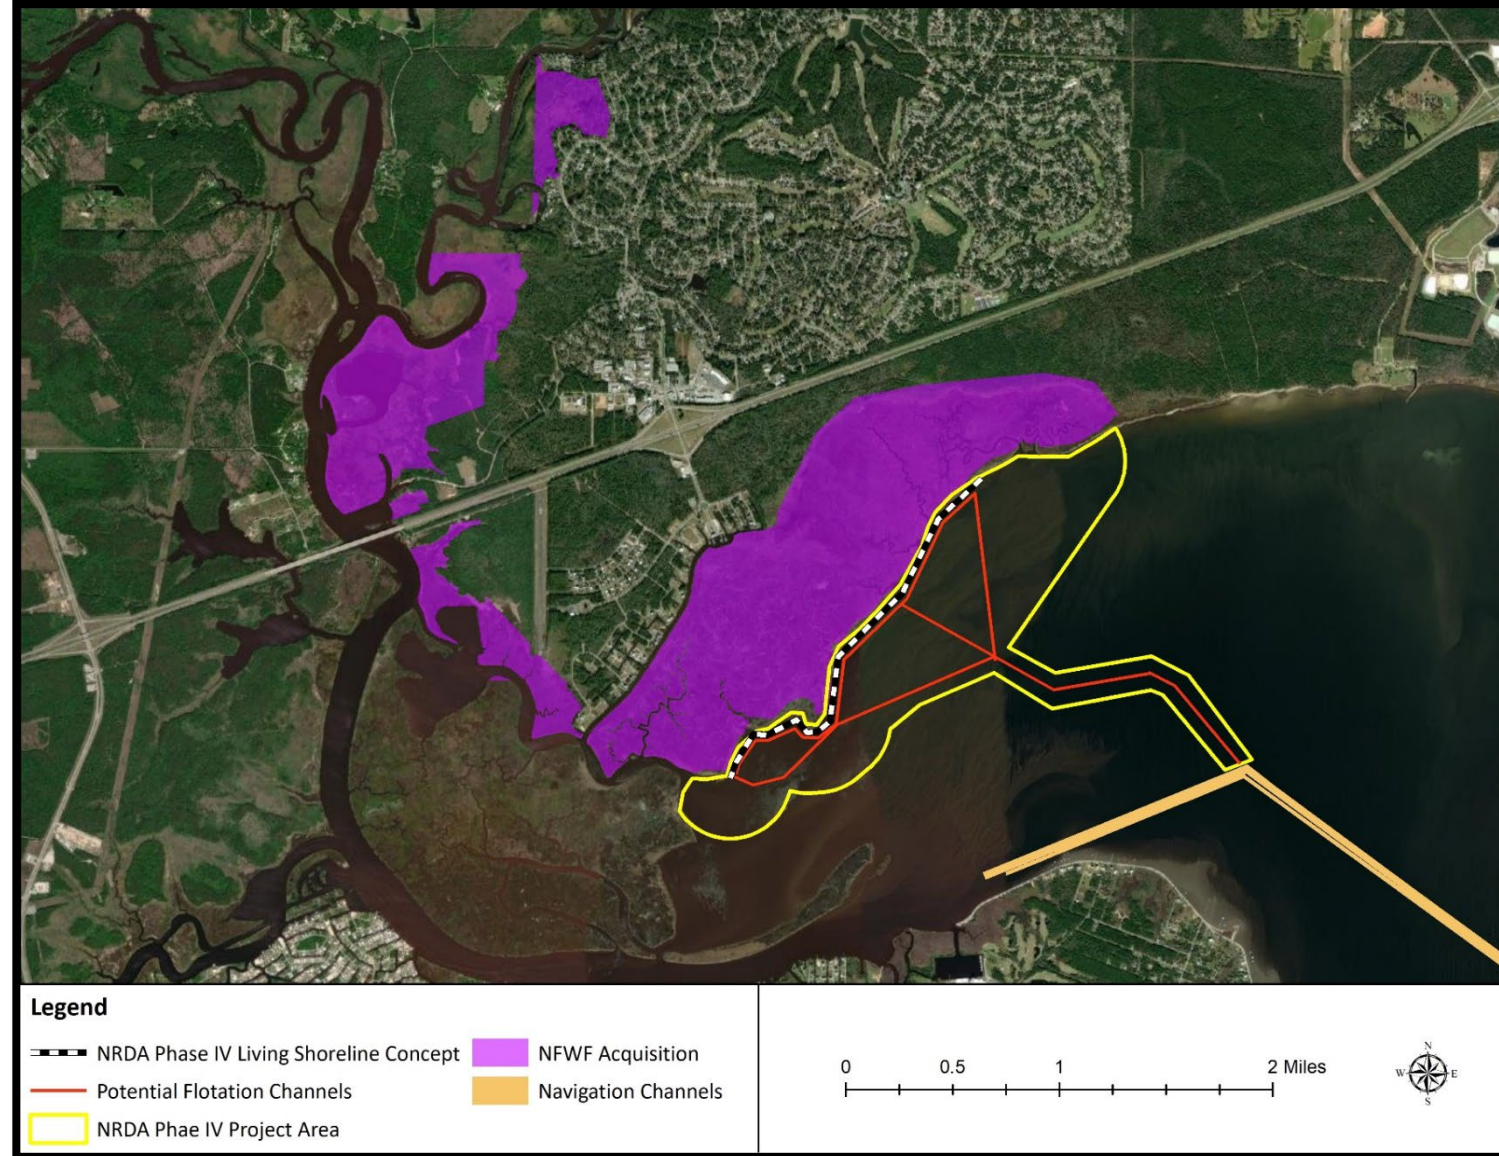 Legend
NRDA Phase IV Living Shoreline Concept
Potential Flotation Channels
NRDA Phae IV Project Area
NFWF Acquisition
Navigation Channels
0 0.5 1 2 Miles
N
W E
S